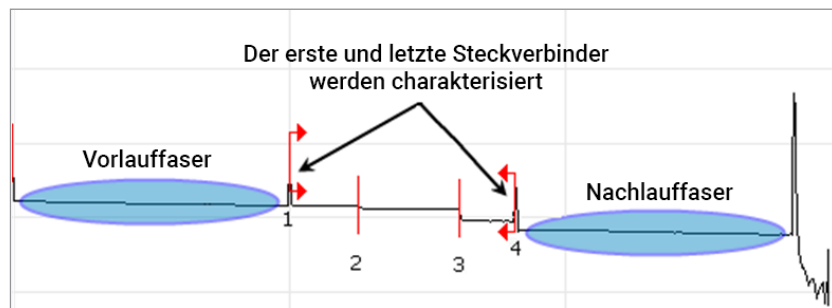 Der erste und letzte Steckverbinder
werden charakterisiert
Vorlauffaser
Nachlauffaser
1
2
3
4